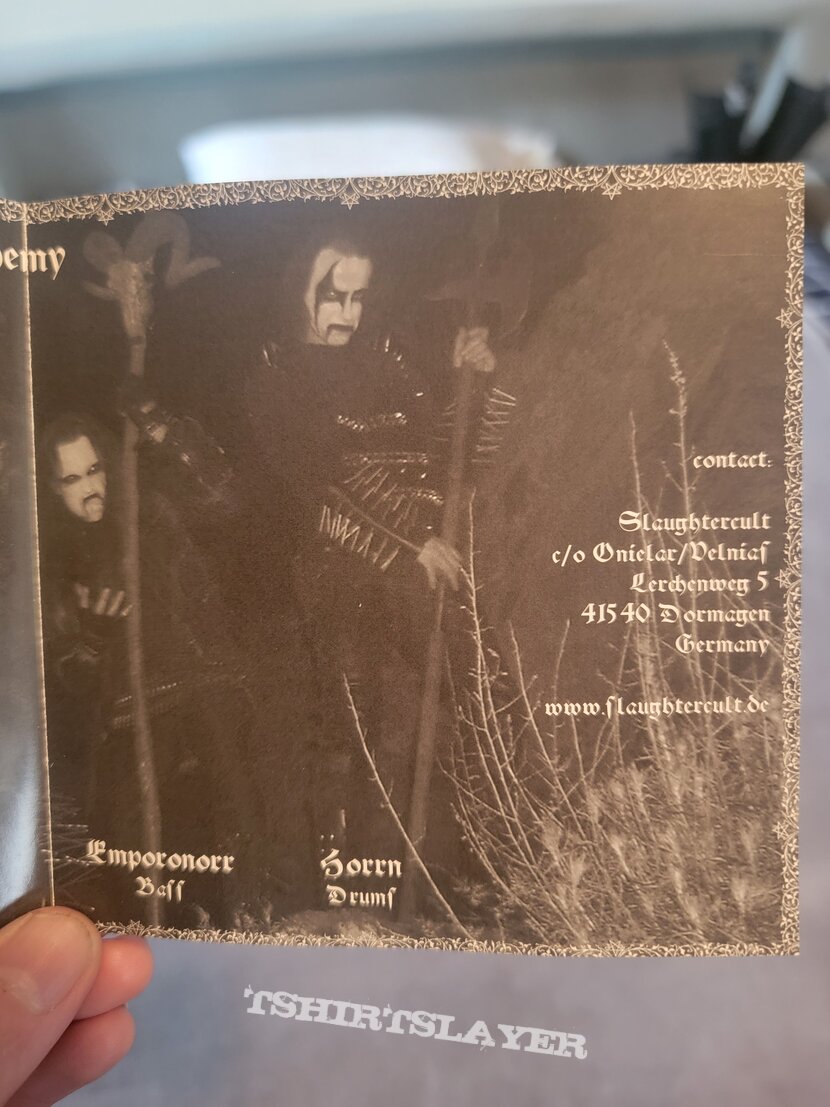 emy
contact:
Slaughtercult
c/o Onielar/Velniaſ
Lerchenweg 5
41540 Dormagen
Germany
www.ſlaughtercult.de
Emporonorr
Baſſ
Horrn
Drumſ
TSHIRTSLAYER